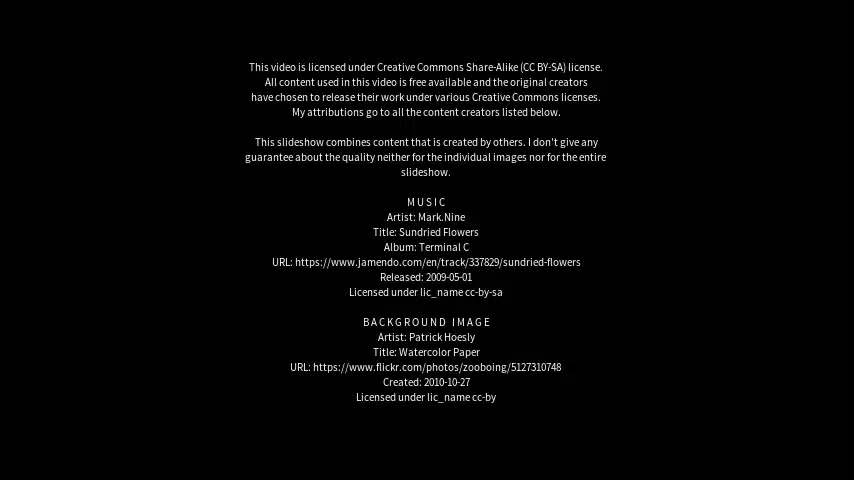 This video is licensed under Creative Commons Share-Alike (CC BY-SA) license.
All content used in this video is free available and the original creators
have chosen to release their work under various Creative Commons licenses.
My attributions go to all the content creators listed below.
This slideshow combines content that is created by others. I don't give any
guarantee about the quality neither for the individual images nor for the entire
slideshow.
MUSIC
Artist: Mark.Nine
Title: Sundried Flowers
Album: Terminal C
URL: https://www.jamendo.com/en/track/337829/sundried-flowers
Released: 2009-05-01
Licensed under lic_name cc-by-sa
BACKGROUND IMAGE
Artist: Patrick Hoesly
Title: Watercolor Paper
URL: https://www.flickr.com/photos/zooboing/5127310748
Created: 2010-10-27
Licensed under lic_name cc-by